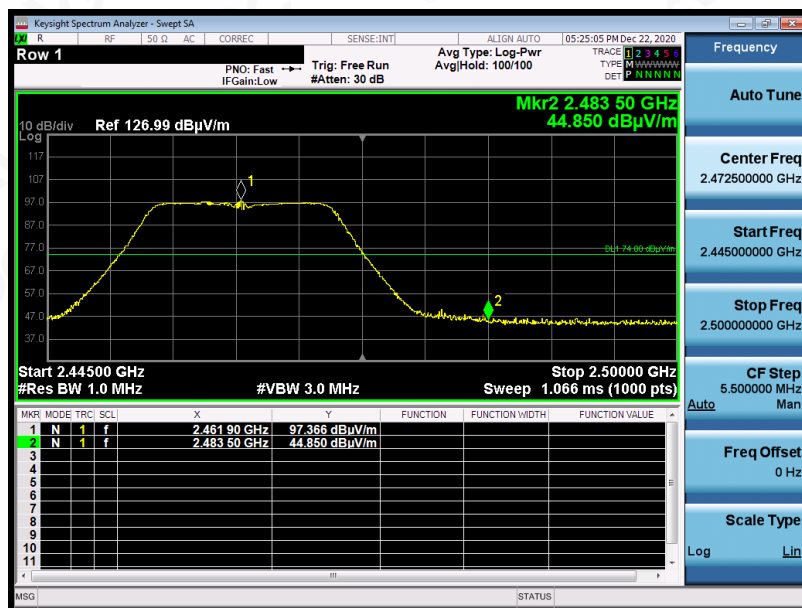 Keysight Spectrum Analyzer - Swept SA
R RF 50 Ω AC CORREC SENSE:INT ALIGN AUTO 05:25:05 PM Dec 22, 2020
Row 1
PNO: Fast
IFGain:Low
Trig: Free Run
#Atten: 30 dB
Avg Type: Log-Pwr
Avg|Hold: 100/100
TRACE 1 2 3 4 5 6
TYPE M WWWWW
DET P N N N N N
Mkr2 2.483 50 GHz
44.850 dBµV/m
10 dB/div Ref 126.99 dBµV/m
Log
117
107
97.0
87.0
77.0
67.0
57.0
47.0
37.0
1
2
DL1 74.00 dBµV/m
Start 2.44500 GHz Stop 2.50000 GHz
#Res BW 1.0 MHz #VBW 3.0 MHz Sweep 1.066 ms (1000 pts)
MKR MODE TRC SCL X Y FUNCTION FUNCTION WIDTH FUNCTION VALUE
1 N 1 f 2.461 90 GHz 97.366 dBµV/m
2 N 1 f 2.483 50 GHz 44.850 dBµV/m
3
4
5
6
7
8
9
10
11
MSG STATUS
Frequency
Auto Tune
Center Freq
2.472500000 GHz
Start Freq
2.445000000 GHz
Stop Freq
2.500000000 GHz
CF Step
5.500000 MHz
Auto Man
Freq Offset
0 Hz
Scale Type
Log Lin